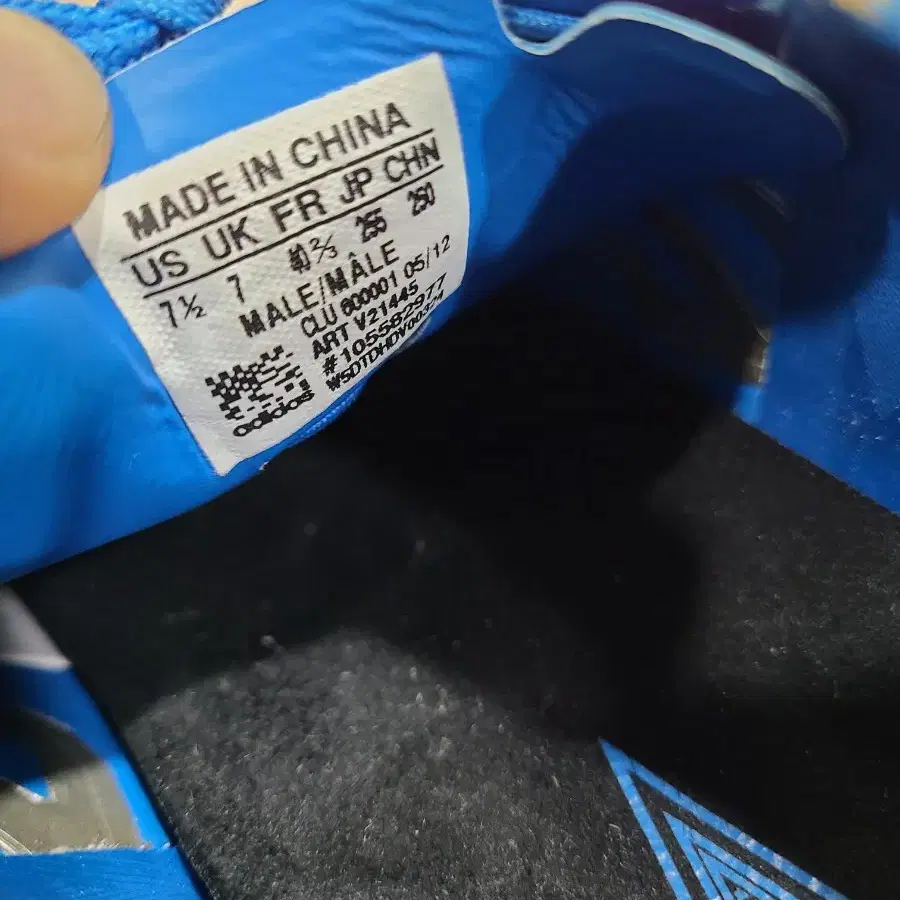 MADE IN CHINA
US UK FR JP CHN
7½ 7 40⅔ 255 250
MALE/MÂLE
CLU 600001 05/12
ART V21445
#105582977
W5DTDHDV00324
adidas